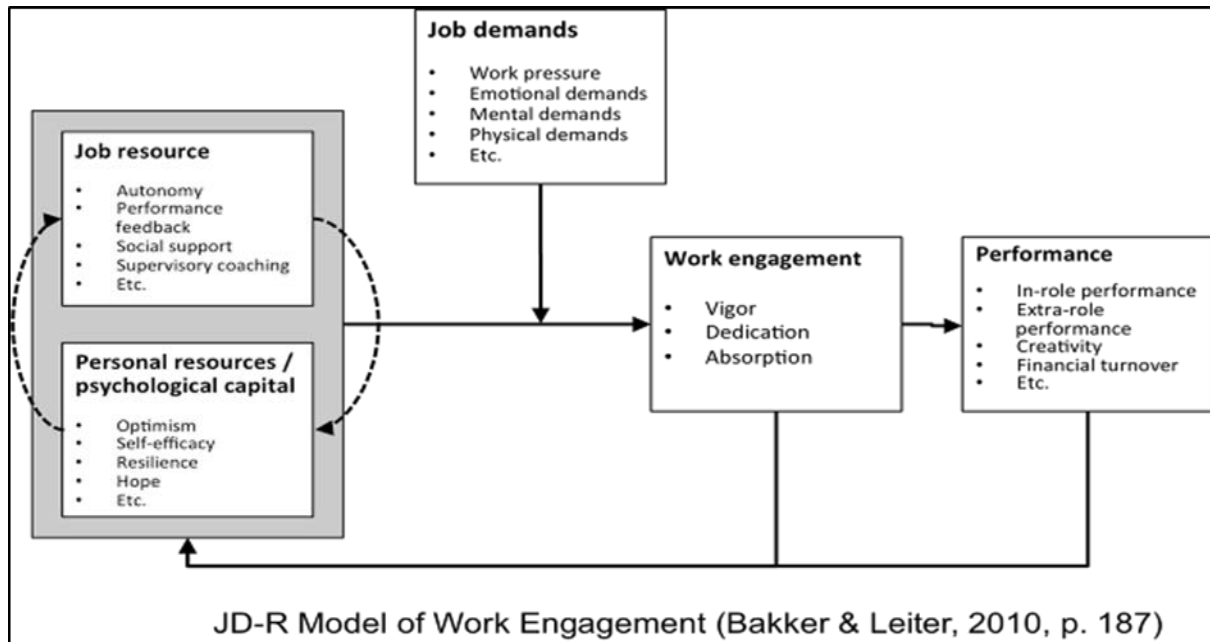 Job demands
• Work pressure
• Emotional demands
• Mental demands
• Physical demands
• Etc.
Job resource
• Autonomy
• Performance
feedback
• Social support
• Supervisory coaching
• Etc.
Personal resources /
psychological capital
• Optimism
• Self-efficacy
• Resilience
• Hope
• Etc.
Work engagement
• Vigor
• Dedication
• Absorption
Performance
• In-role performance
• Extra-role
performance
• Creativity
• Financial turnover
• Etc.
JD-R Model of Work Engagement (Bakker & Leiter, 2010, p. 187)